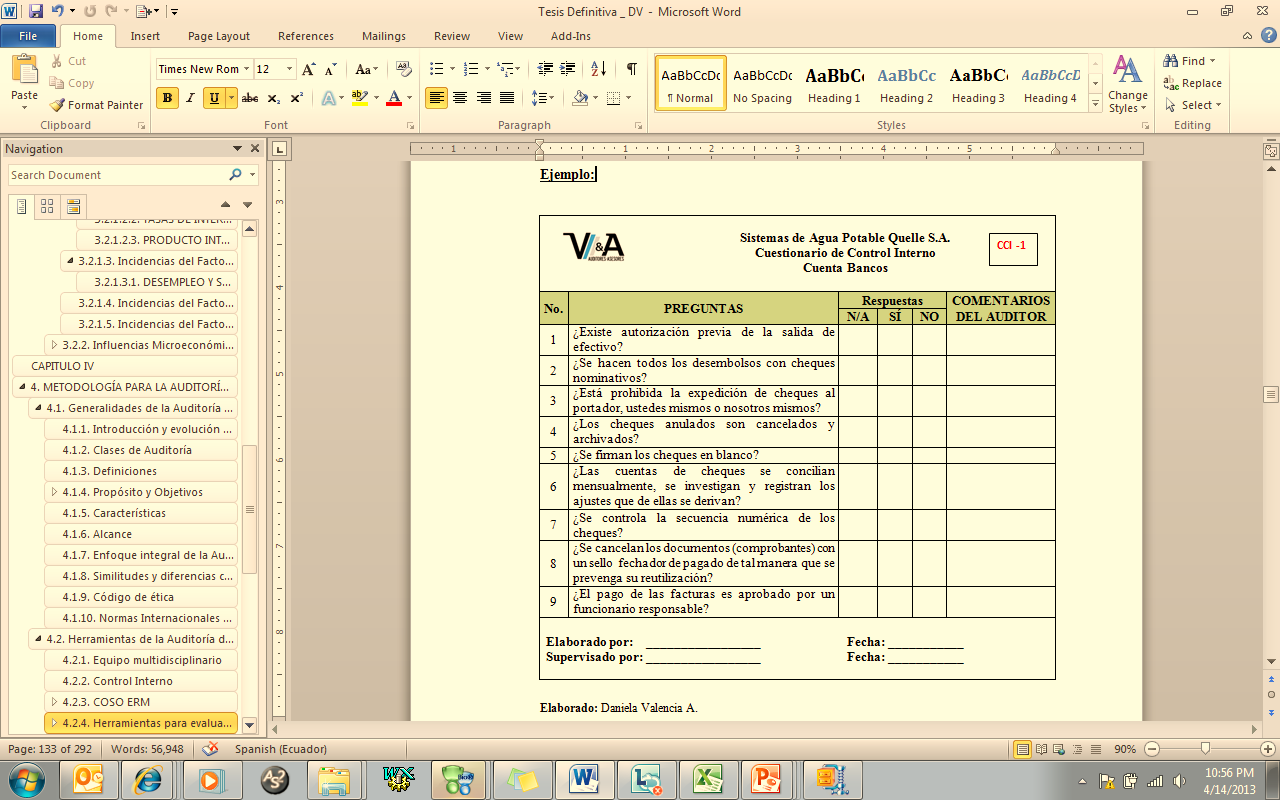 Tesis Definitiva _ DV - Microsoft Word
File Home Insert Page Layout References Mailings Review View Add-Ins
Paste
Cut
Copy
Format Painter
Clipboard
Times New Rom 12
Font
Paragraph
AaBbCcDc AaBbCcDc AaBbCc AaBbCc AaBbCc AaBbCcD
¶ Normal No Spacing Heading 1 Heading 2 Heading 3 Heading 4
Change Styles
Styles
Find
Replace
Select
Editing
Navigation
Search Document
3.2.1.2.2. TASAS DE INTER...
3.2.1.2.3. PRODUCTO INT...
3.2.1.3. Incidencias del Facto...
3.2.1.3.1. DESEMPLEO Y S...
3.2.1.4. Incidencias del Facto...
3.2.1.5. Incidencias del Facto...
3.2.2. Influencias Microeconómi...
CAPITULO IV
4. METODOLOGÍA PARA LA AUDITORÍ...
4.1. Generalidades de la Auditoría ...
4.1.1. Introducción y evolución ...
4.1.2. Clases de Auditoría
4.1.3. Definiciones
4.1.4. Propósito y Objetivos
4.1.5. Características
4.1.6. Alcance
4.1.7. Enfoque integral de la Au...
4.1.8. Similitudes y diferencias c...
4.1.9. Código de ética
4.1.10. Normas Internacionales ...
4.2. Herramientas de la Auditoría d...
4.2.1. Equipo multidisciplinario
4.2.2. Control Interno
4.2.3. COSO ERM
4.2.4. Herramientas para evalua...
Ejemplo:
V&A
AUDITORES ASESORES
Sistemas de Agua Potable Quelle S.A.
Cuestionario de Control Interno
Cuenta Bancos
CCI -1
No. PREGUNTAS Respuestas COMENTARIOS DEL AUDITOR
N/A SÍ NO
1 ¿Existe autorización previa de la salida de
efectivo?
2 ¿Se hacen todos los desembolsos con cheques
nominativos?
3 ¿Está prohibida la expedición de cheques al
portador, ustedes mismos o nosotros mismos?
4 ¿Los cheques anulados son cancelados y
archivados?
5 ¿Se firman los cheques en blanco?
6 ¿Las cuentas de cheques se concilian
mensualmente, se investigan y registran los
ajustes que de ellas se derivan?
7 ¿Se controla la secuencia numérica de los
cheques?
8 ¿Se cancelan los documentos (comprobantes) con
un sello fechador de pagado de tal manera que se
prevenga su reutilización?
9 ¿El pago de las facturas es aprobado por un
funcionario responsable?
Elaborado por: __________________ Fecha: ____________
Supervisado por: __________________ Fecha: ____________
Elaborado: Daniela Valencia A.
Page: 133 of 292 Words: 56,948 Spanish (Ecuador) 90%
10:56 PM
4/14/2013